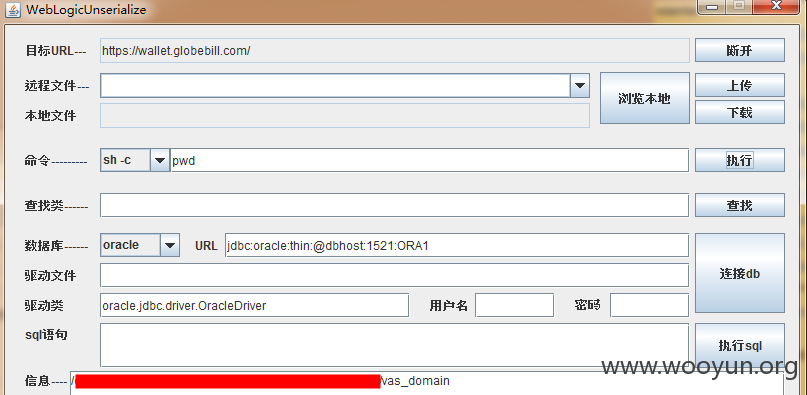 WebLogicUnserialize
目标URL--- https://wallet.globebill.com/ 断开
远程文件--- 浏览本地 上传
本地文件 下载
命令--------- sh -c pwd 执行
查找类------ 查找
数据库------ oracle URL jdbc:oracle:thin:@dbhost:1521:ORA1 连接db
驱动文件
驱动类 oracle.jdbc.driver.OracleDriver 用户名 密码
sql语句 执行sql
www.wooyun.org
信息---- / /vas_domain